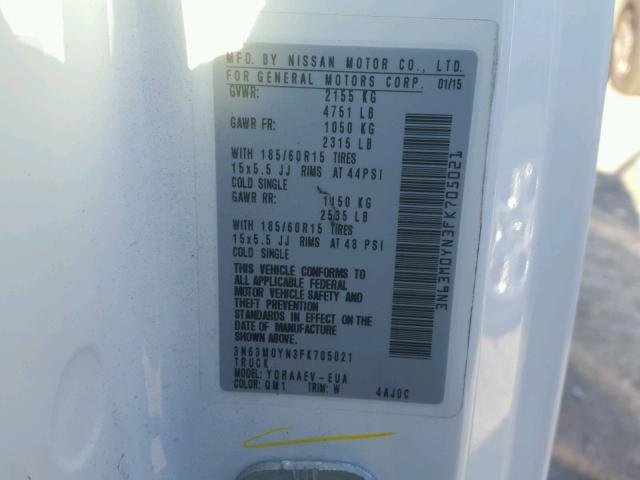 MFD. BY NISSAN MOTOR CO., LTD.
FOR GENERAL MOTORS CORP. 01/15
GVWR: 2155 KG
4751 LB
GAWR FR: 1050 KG
2315 LB
WITH 185/60R15 TIRES
15x5.5 JJ RIMS AT 44PSI
COLD SINGLE
GAWR RR: 1150 KG
2535 LB
WITH 185/60R15 TIRES
15x5.5 JJ RIMS AT 48 PSI
COLD SINGLE
THIS VEHICLE CONFORMS TO
ALL APPLICABLE FEDERAL
MOTOR VEHICLE SAFETY AND
THEFT PREVENTION
STANDARDS IN EFFECT ON
THE DATE OF MANUFACTURE
SHOWN ABOVE.
3N63M0YN3FK705021
TRUCK
MODEL: YDRAAEV-EUA
COLOR: QM1 TRIM: W 4AJ0C
3N63M0YN3FK705021